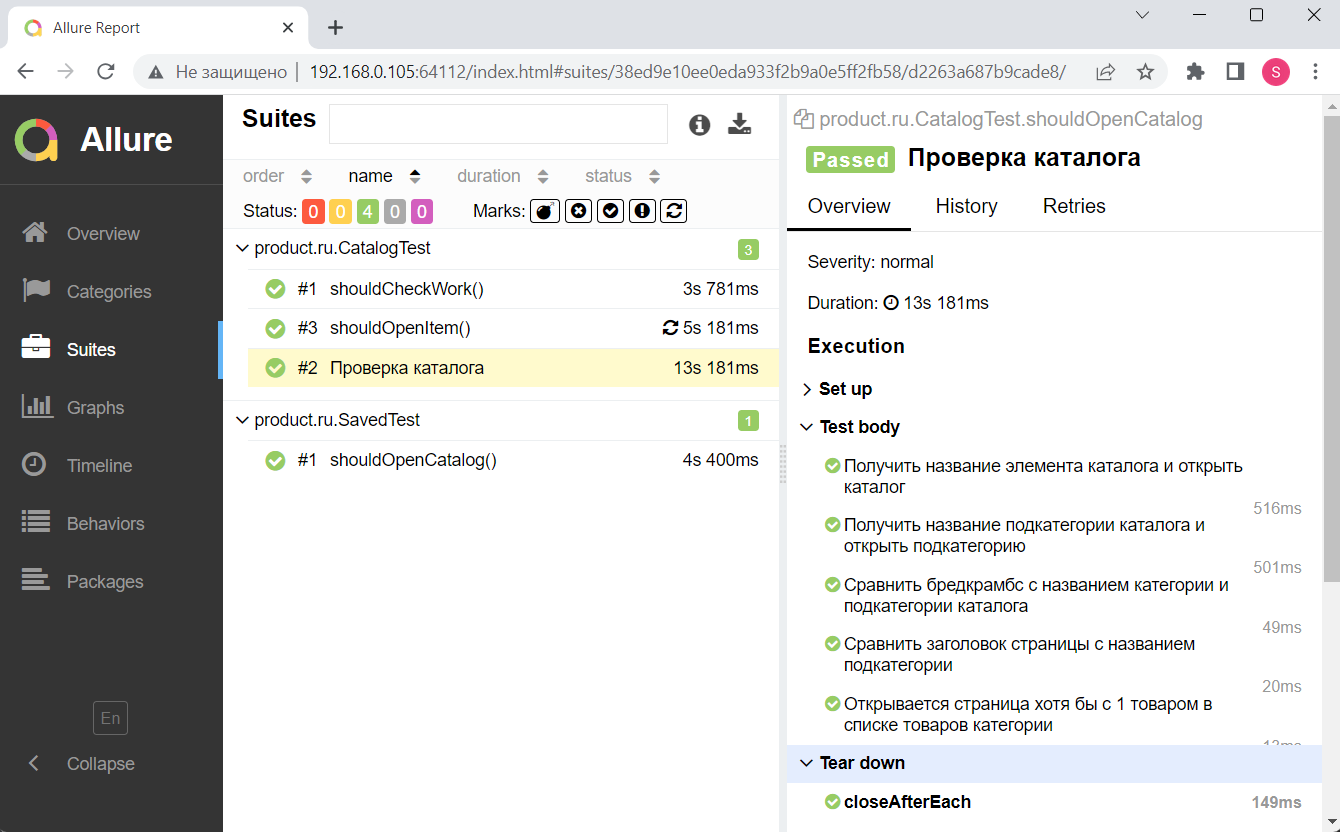 Allure Report
Не защищено
192.168.0.105:64112/index.html#suites/38ed9e10ee0eda933f2b9a0e5ff2fb58/d2263a687b9cade8/
S
Allure
Overview
Categories
Suites
Graphs
Timeline
Behaviors
Packages
En
Collapse
Suites
order name duration status
Status: 0 0 4 0 0 Marks:
product.ru.CatalogTest 3
#1 shouldCheckWork() 3s 781ms
#3 shouldOpenItem() 5s 181ms
#2 Проверка каталога 13s 181ms
product.ru.SavedTest 1
#1 shouldOpenCatalog() 4s 400ms
product.ru.CatalogTest.shouldOpenCatalog
Passed Проверка каталога
Overview History Retries
Severity: normal
Duration: 13s 181ms
Execution
Set up
Test body
Получить название элемента каталога и открыть
каталог
516ms
Получить название подкатегории каталога и
открыть подкатегорию
501ms
Сравнить бредкрамбс с названием категории и
подкатегории каталога
49ms
Сравнить заголовок страницы с названием
подкатегории
20ms
Открывается страница хотя бы с 1 товаром в
списке товаров категории
Tear down
closeAfterEach 149ms